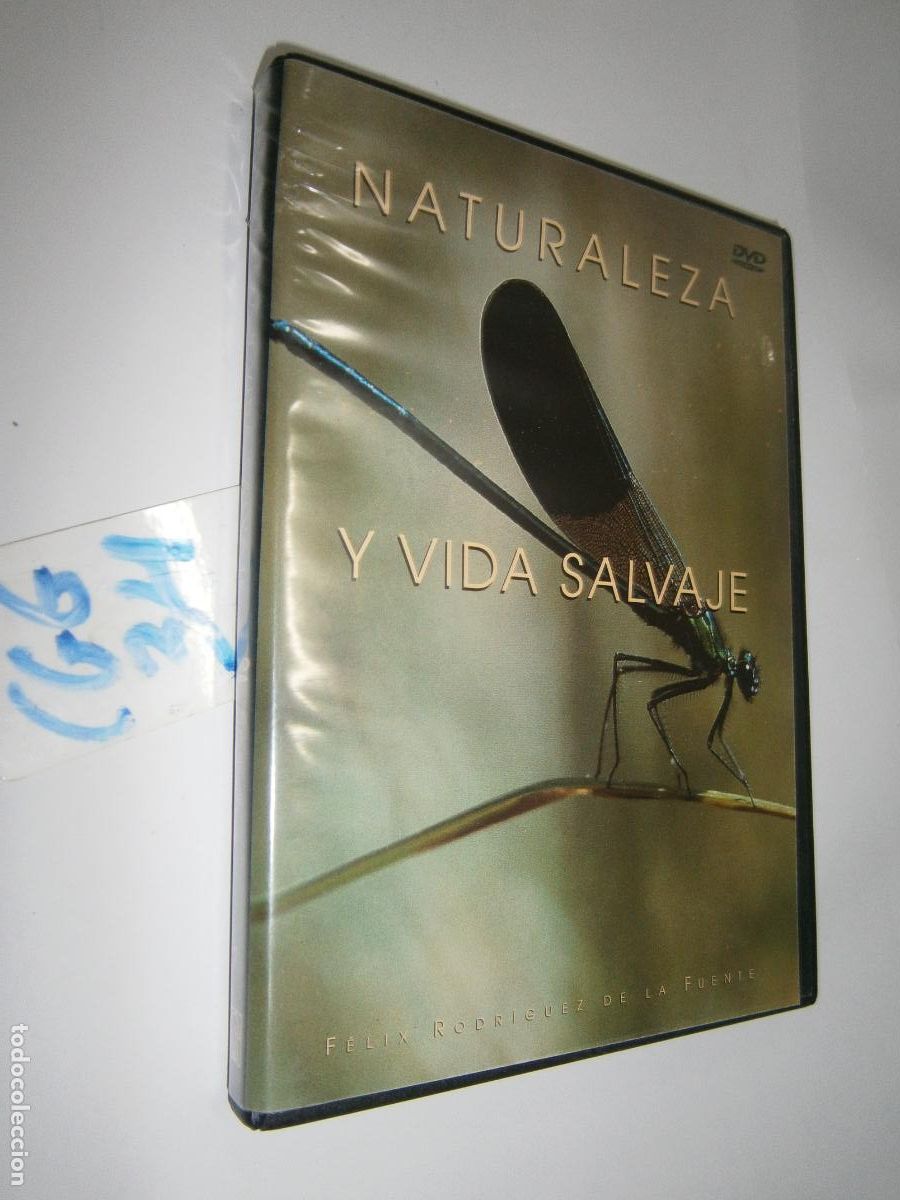 NATURALEZA
DVD
Y VIDA SALVAJE
FÉLIX RODRÍGUEZ DE LA FUENTE
todocoleccion